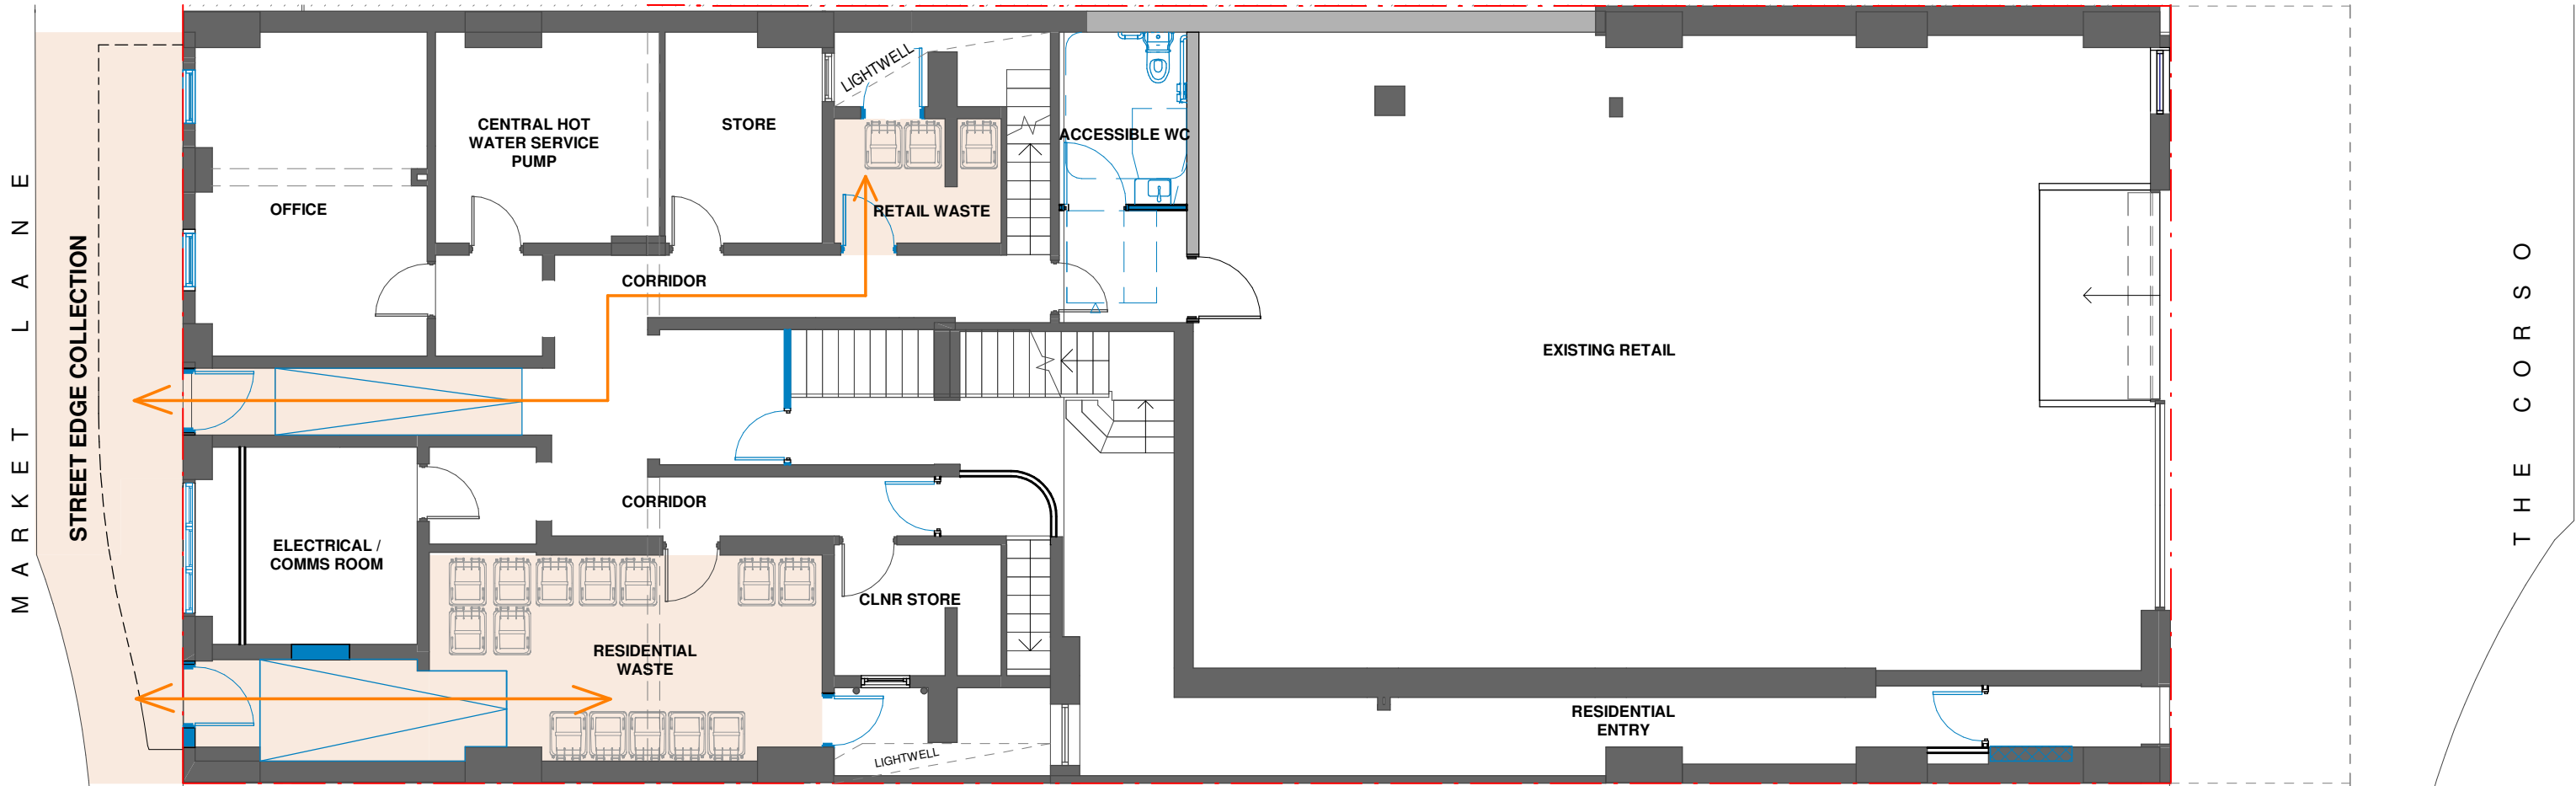 MARKET LANE
STREET EDGE COLLECTION
OFFICE
CENTRAL HOT
WATER SERVICE
PUMP
STORE
LIGHTWELL
RETAIL WASTE
ACCESSIBLE WC
CORRIDOR
EXISTING RETAIL
THE CORSO
CORRIDOR
ELECTRICAL /
COMMS ROOM
CLNR STORE
RESIDENTIAL
WASTE
LIGHTWELL
RESIDENTIAL
ENTRY